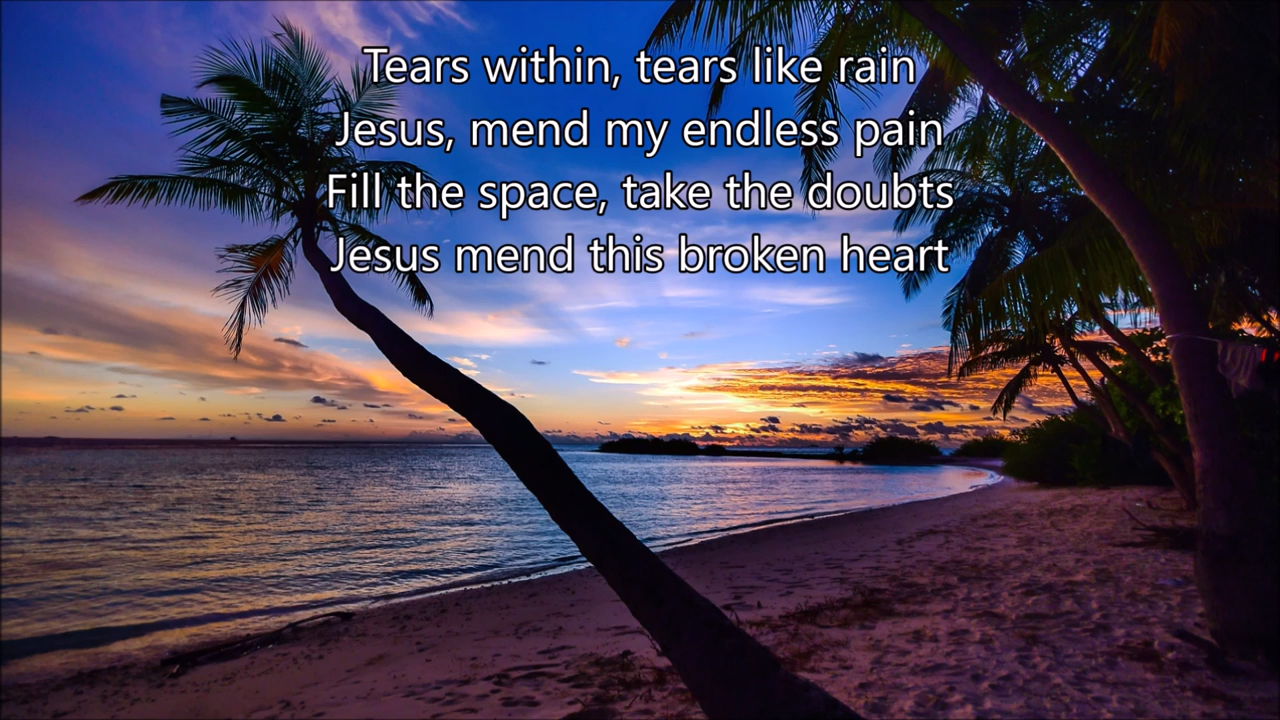 Tears within, tears like rain
Jesus, mend my endless pain
Fill the space, take the doubts
Jesus mend this broken heart